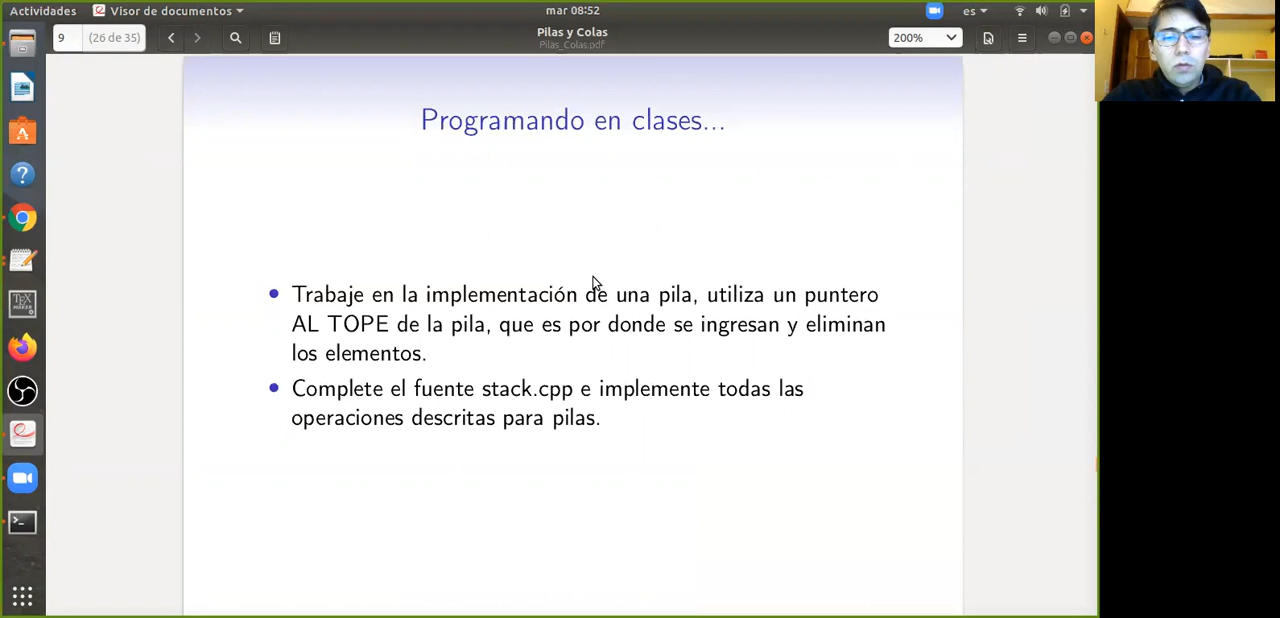 Actividades
Visor de documentos
mar 08:52
es
9
(26 de 35)
Pilas y Colas
Pilas_Colas.pdf
200%
Programando en clases...
• Trabaje en la implementación de una pila, utiliza un puntero
AL TOPE de la pila, que es por donde se ingresan y eliminan
los elementos.
• Complete el fuente stack.cpp e implemente todas las
operaciones descritas para pilas.
TEX